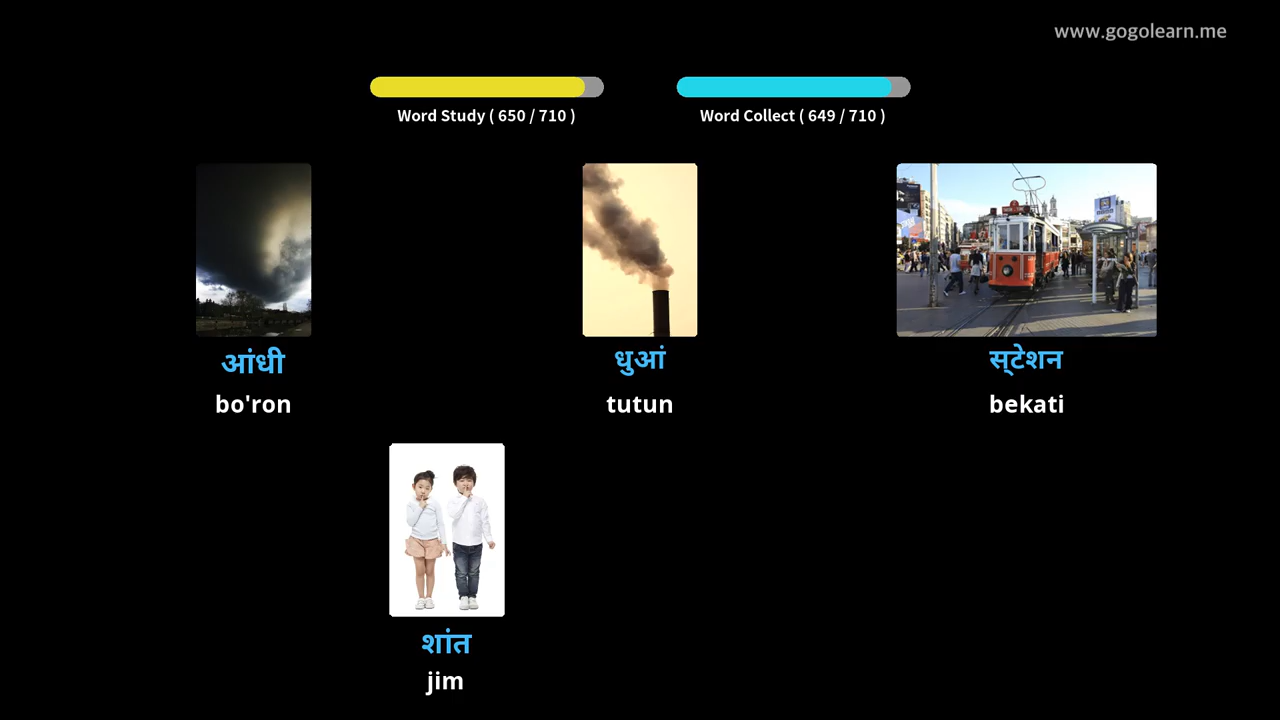 www.gogolearn.me
Word Study ( 650 / 710 )
Word Collect ( 649 / 710 )
आंधी
bo'ron
धुआं
tutun
स्टेशन
bekati
शांत
jim